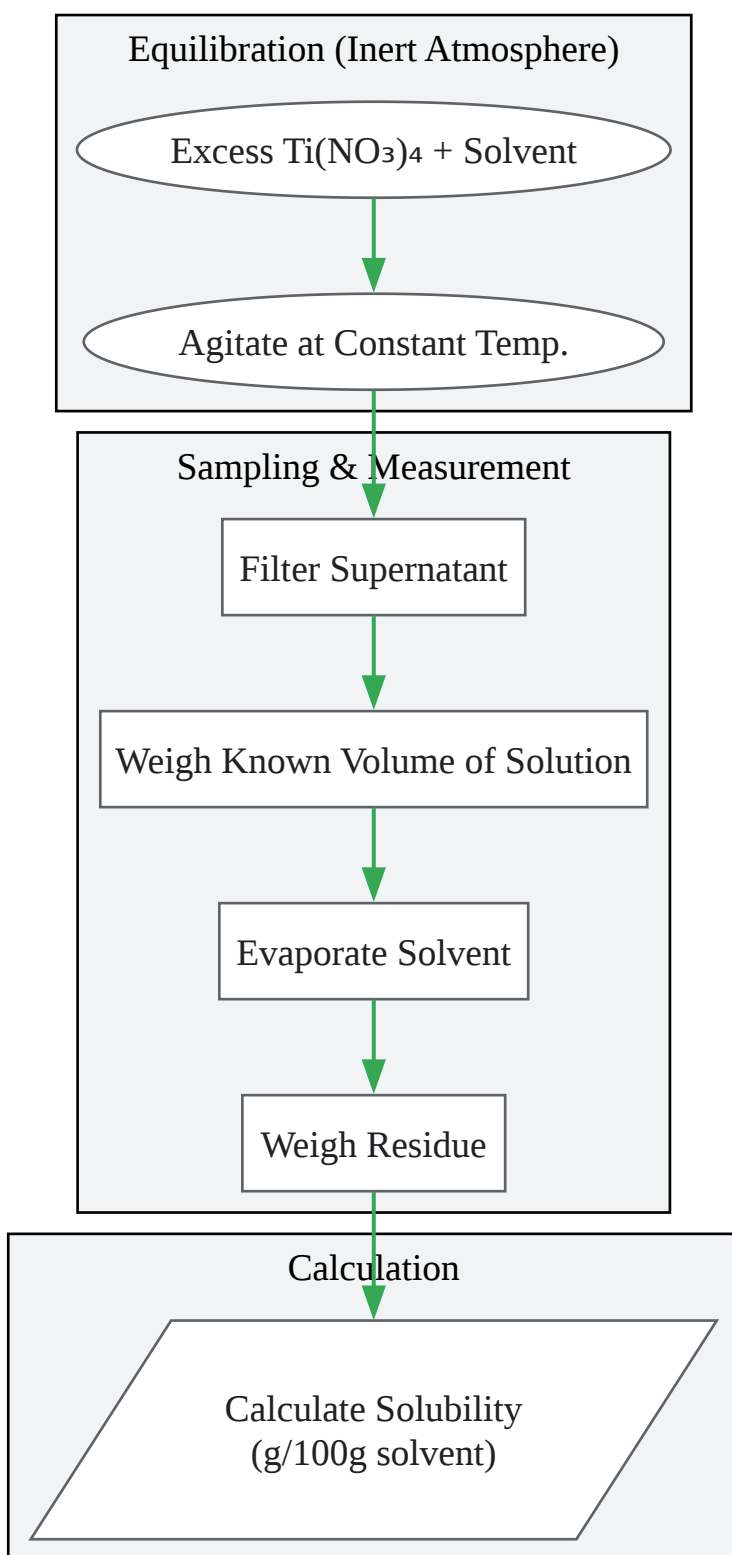 Equilibration (Inert Atmosphere)
Excess Ti(NO₃)₄ + Solvent
Agitate at Constant Temp.
Sampling & Measurement
Filter Supernatant
Weigh Known Volume of Solution
Evaporate Solvent
Weigh Residue
Calculation
Calculate Solubility
(g/100g solvent)